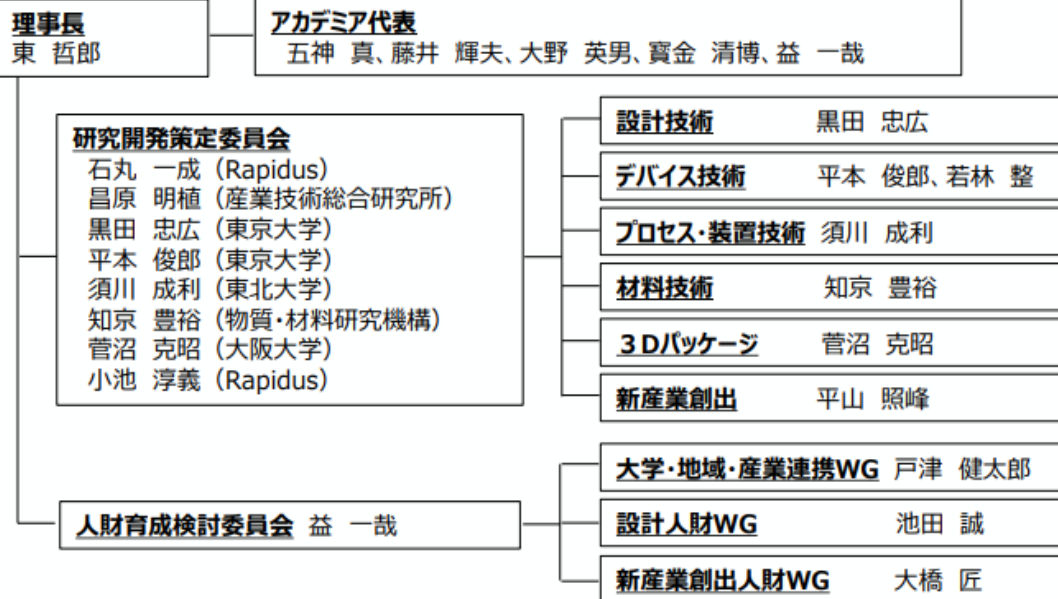 理事長
東 哲郎
アカデミア代表
五神 真、藤井 輝夫、大野 英男、寳金 清博、益 一哉
研究開発策定委員会
石丸 一成（Rapidus）
昌原 明植（産業技術総合研究所）
黒田 忠広（東京大学）
平本 俊郎（東京大学）
須川 成利（東北大学）
知京 豊裕（物質・材料研究機構）
菅沼 克昭（大阪大学）
小池 淳義（Rapidus）
設計技術 黒田 忠広
デバイス技術 平本 俊郎、若林 整
プロセス・装置技術 須川 成利
材料技術 知京 豊裕
３Dパッケージ 菅沼 克昭
新産業創出 平山 照峰
人財育成検討委員会 益 一哉
大学・地域・産業連携WG 戸津 健太郎
設計人財WG 池田 誠
新産業創出人財WG 大橋 匠